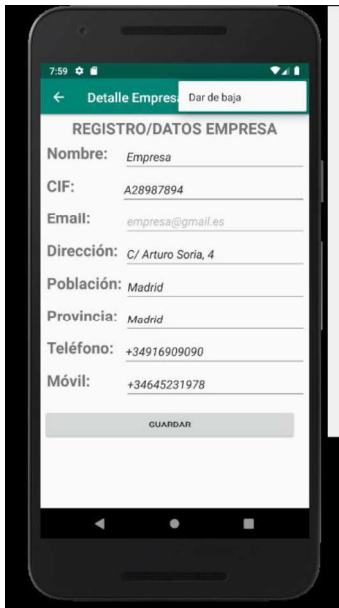 7:59
Detalle Empres
Dar de baja
REGISTRO/DATOS EMPRESA
Nombre: Empresa
CIF: A28987894
Email: empresa@gmail.es
Dirección: C/ Arturo Soria, 4
Población: Madrid
Provincia: Madrid
Teléfono: +34916909090
Móvil: +34645231978
GUARDAR